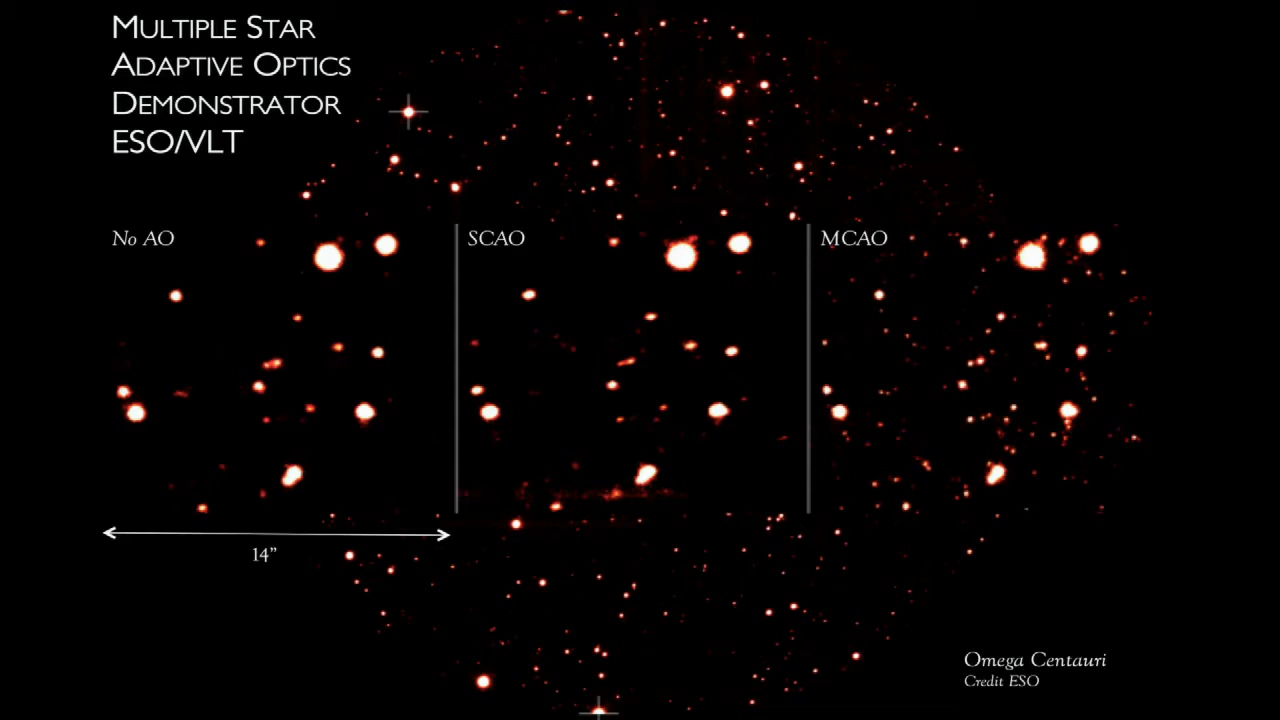 MULTIPLE STAR
ADAPTIVE OPTICS
DEMONSTRATOR
ESO/VLT
No AO
SCAO
MCAO
14”
Omega Centauri
Credit ESO